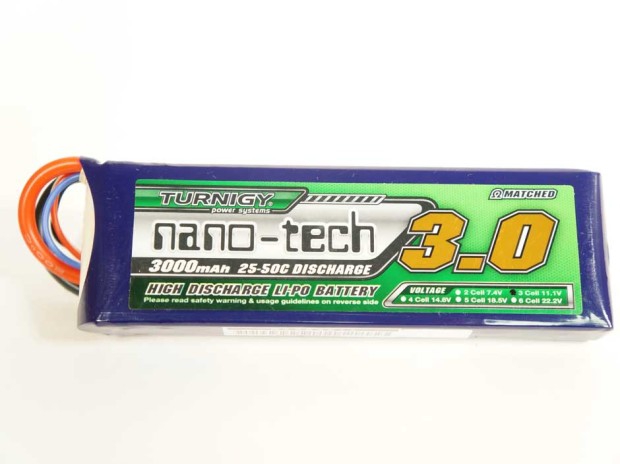 TURNIGY®
power systems
nano-tech
3000mAh 25-50C DISCHARGE
HIGH DISCHARGE LI-PO BATTERY
Please read safety warning & usage guidelines on reverse side
Ω MATCHED
3.0
VOLTAGE 2 Cell 7.4V 3 Cell 11.1V
4 Cell 14.8V 5 Cell 18.5V 6 Cell 22.2V